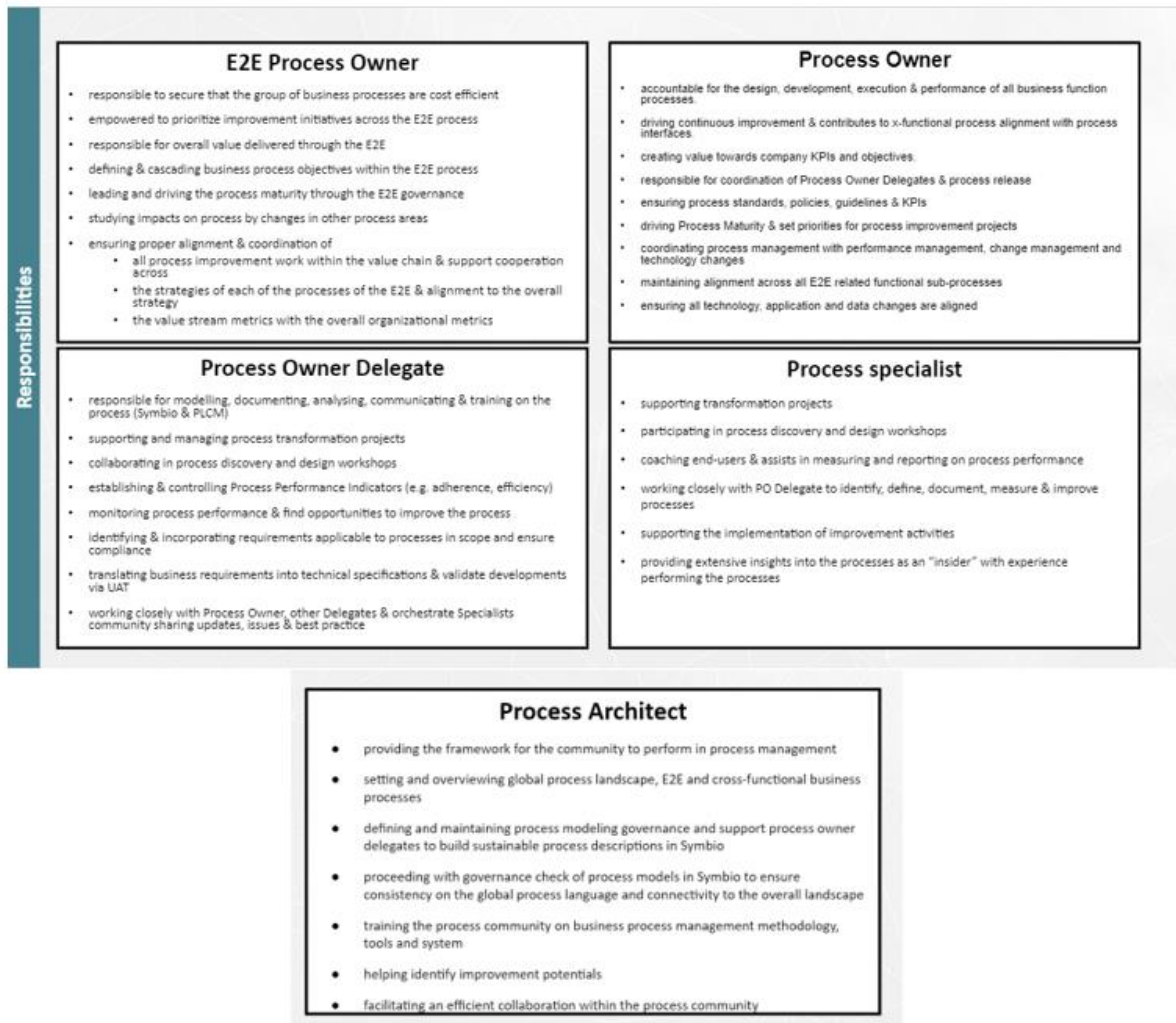 Responsibilities
E2E Process Owner
• responsible to secure that the group of business processes are cost efficient
• empowered to prioritize improvement initiatives across the E2E process
• responsible for overall value delivered through the E2E
• defining & cascading business process objectives within the E2E process
• leading and driving the process maturity through the E2E governance
• studying impacts on process by changes in other process areas
• ensuring proper alignment & coordination of
• all process improvement work within the value chain & support cooperation
across
• the strategies of each of the processes of the E2E & alignment to the overall
strategy
• the value stream metrics with the overall organizational metrics
Process Owner
• accountable for the design, development, execution & performance of all business function
processes.
• driving continuous improvement & contributes to x-functional process alignment with process
interfaces.
• creating value towards company KPIs and objectives.
• responsible for coordination of Process Owner Delegates & process release
• ensuring process standards, policies, guidelines & KPIs
• driving Process Maturity & set priorities for process improvement projects
• coordinating process management with performance management, change management and
technology changes
• maintaining alignment across all E2E related functional sub-processes
• ensuring all technology, application and data changes are aligned
Process Owner Delegate
• responsible for modelling, documenting, analysing, communicating & training on the
process (Symbio & PLCM)
• supporting and managing process transformation projects
• collaborating in process discovery and design workshops
• establishing & controlling Process Performance Indicators (e.g. adherence, efficiency)
• monitoring process performance & find opportunities to improve the process
• identifying & incorporating requirements applicable to processes in scope and ensure
compliance
• translating business requirements into technical specifications & validate developments
via UAT
• working closely with Process Owner, other Delegates & orchestrate Specialists
community sharing updates, issues & best practice
Process specialist
• supporting transformation projects
• participating in process discovery and design workshops
• coaching end-users & assists in measuring and reporting on process performance
• working closely with PO Delegate to identify, define, document, measure & improve
processes
• supporting the implementation of improvement activities
• providing extensive insights into the processes as an "insider" with experience
performing the processes
Process Architect
● providing the framework for the community to perform in process management
● setting and overviewing global process landscape, E2E and cross-functional business
processes
● defining and maintaining process modeling governance and support process owner
delegates to build sustainable process descriptions in Symbio
● proceeding with governance check of process models in Symbio to ensure
consistency on the global process language and connectivity to the overall landscape
● training the process community on business process management methodology,
tools and system
● helping identify improvement potentials
● facilitating an efficient collaboration within the process community